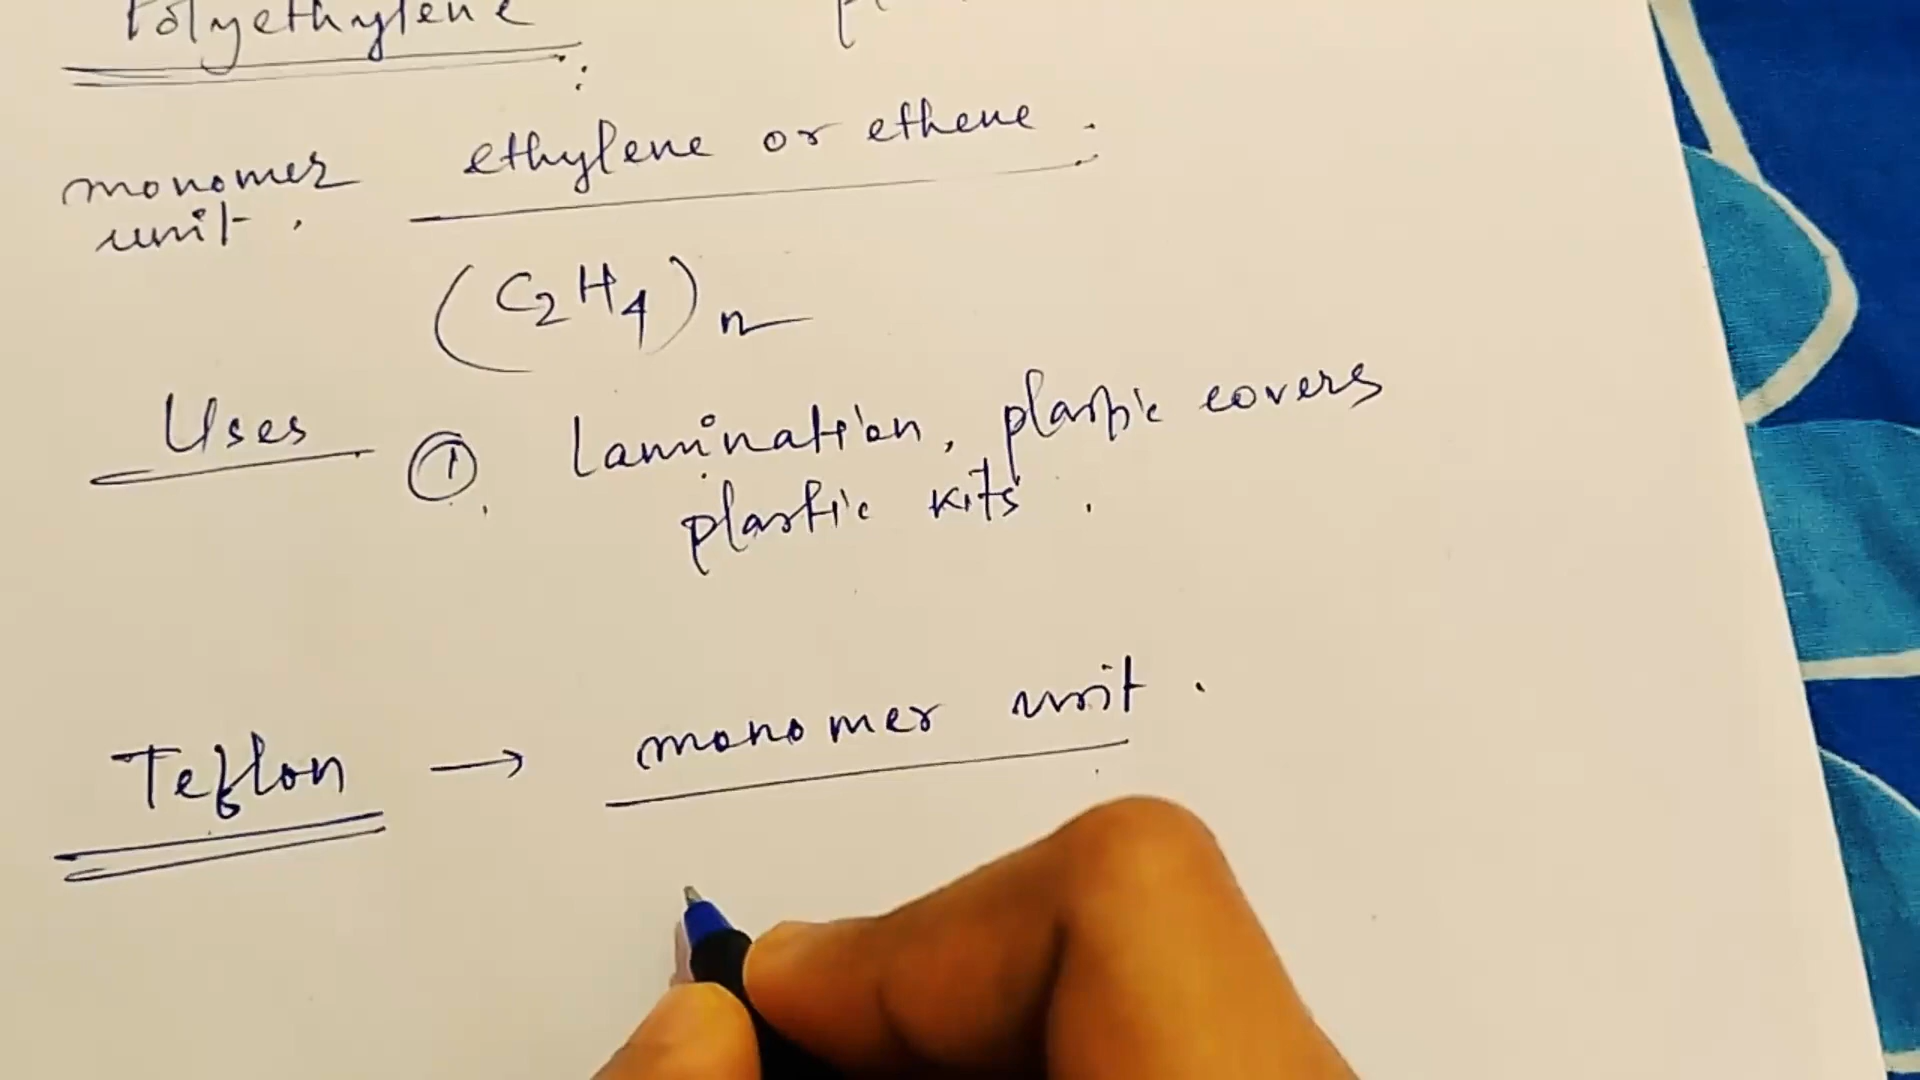 Polyethylene
:
monomer ethylene or ethene .
unit .
(C2H4)n
Uses ① Lamination, plastic covers
plastic kits .
Teflon → monomer unit .